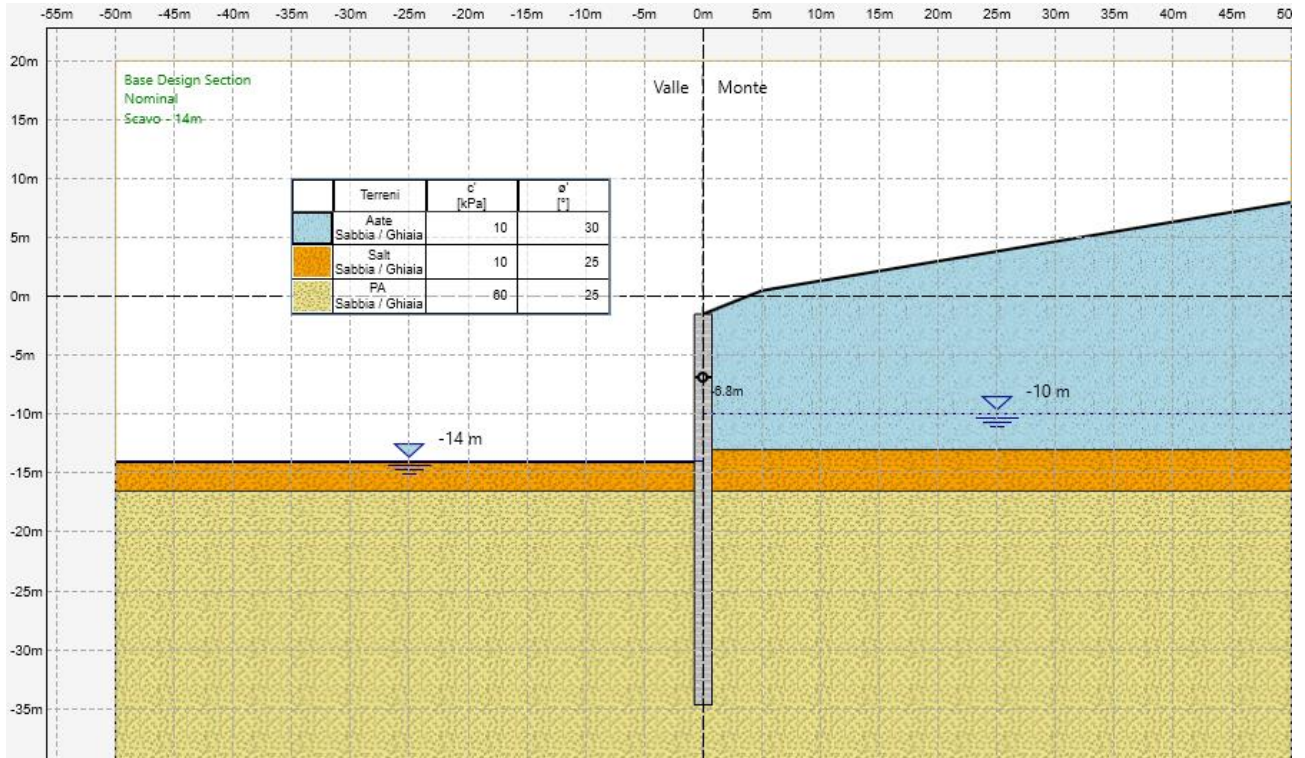 -55m -50m -45m -40m -35m -30m -25m -20m -15m -10m -5m 0m 5m 10m 15m 20m 25m 30m 35m 40m 45m 50m
20m
Base Design Section
Nominal
Scavo - 14m
Valle Monte
15m
10m
Terreni c' [kPa] ø' [°]
Aate
Sabbia / Ghiaia 10 30
Salt
Sabbia / Ghiaia 10 25
PA
Sabbia / Ghiaia 60 25
5m
0m
-5m
-6.8m
-10 m
-10m
-14 m
-15m
-20m
-25m
-30m
-35m